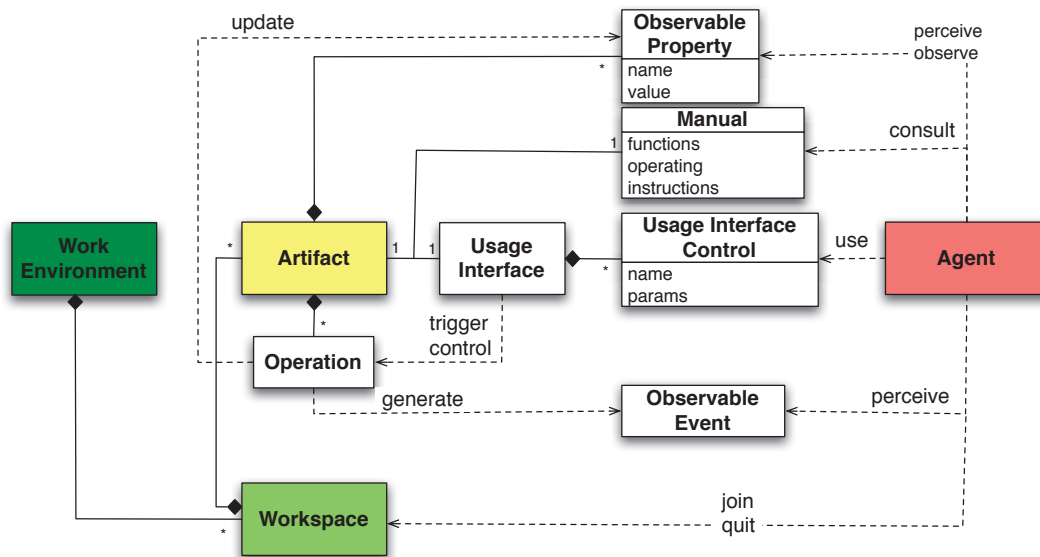 update
Observable
Property
name
value
*
perceive
observe
Manual
functions
operating
instructions
1
consult
Work
Environment
*
Artifact
1
1
Usage
Interface
*
Usage Interface
Control
name
params
use
Agent
*
trigger
control
Operation
generate
Observable
Event
perceive
Workspace
*
join
quit